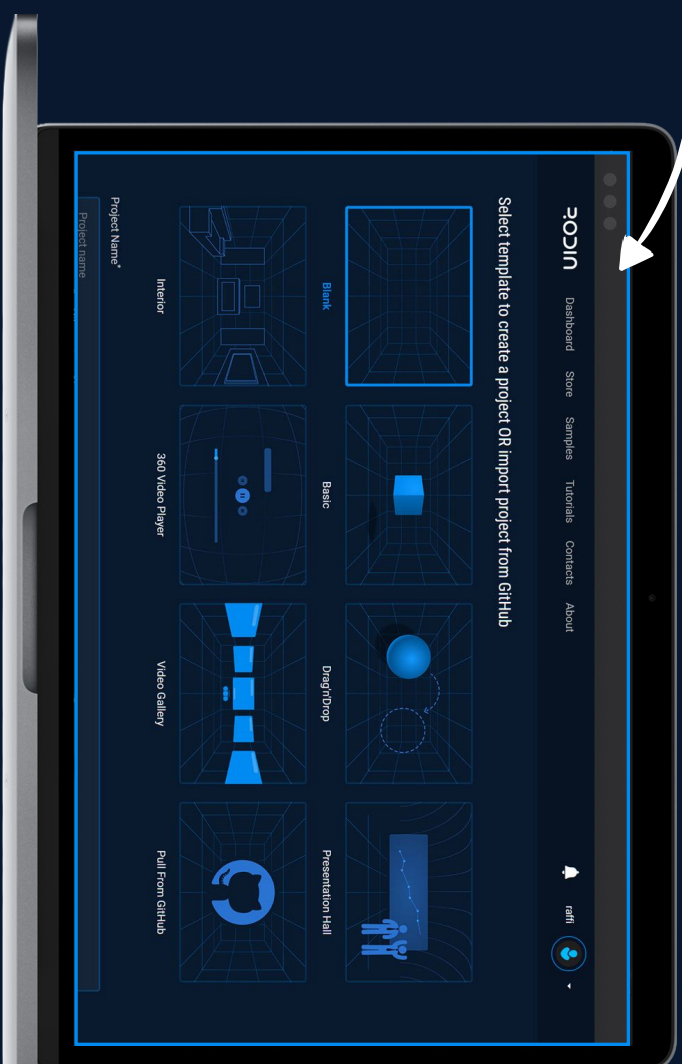 RODIN
Dashboard Store Samples Tutorials Contacts About
raffi
Select template to create a project OR import project from GitHub
Blank Basic Drag'n'Drop Presentation Hall
Interior 360 Video Player Video Gallery Pull From GitHub
Project Name*
Project name